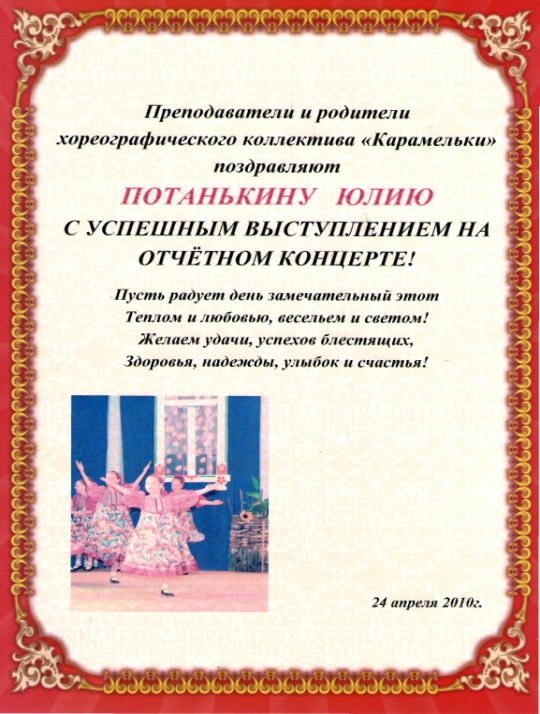 Преподаватели и родители
хореографического коллектива «Карамельки»
поздравляют
ПОТАНЬКИНУ ЮЛИЮ
С УСПЕШНЫМ ВЫСТУПЛЕНИЕМ НА
ОТЧЁТНОМ КОНЦЕРТЕ!
Пусть радует день замечательный этот
Теплом и любовью, весельем и светом!
Желаем удачи, успехов блестящих,
Здоровья, надежды, улыбок и счастья!
24 апреля 2010г.